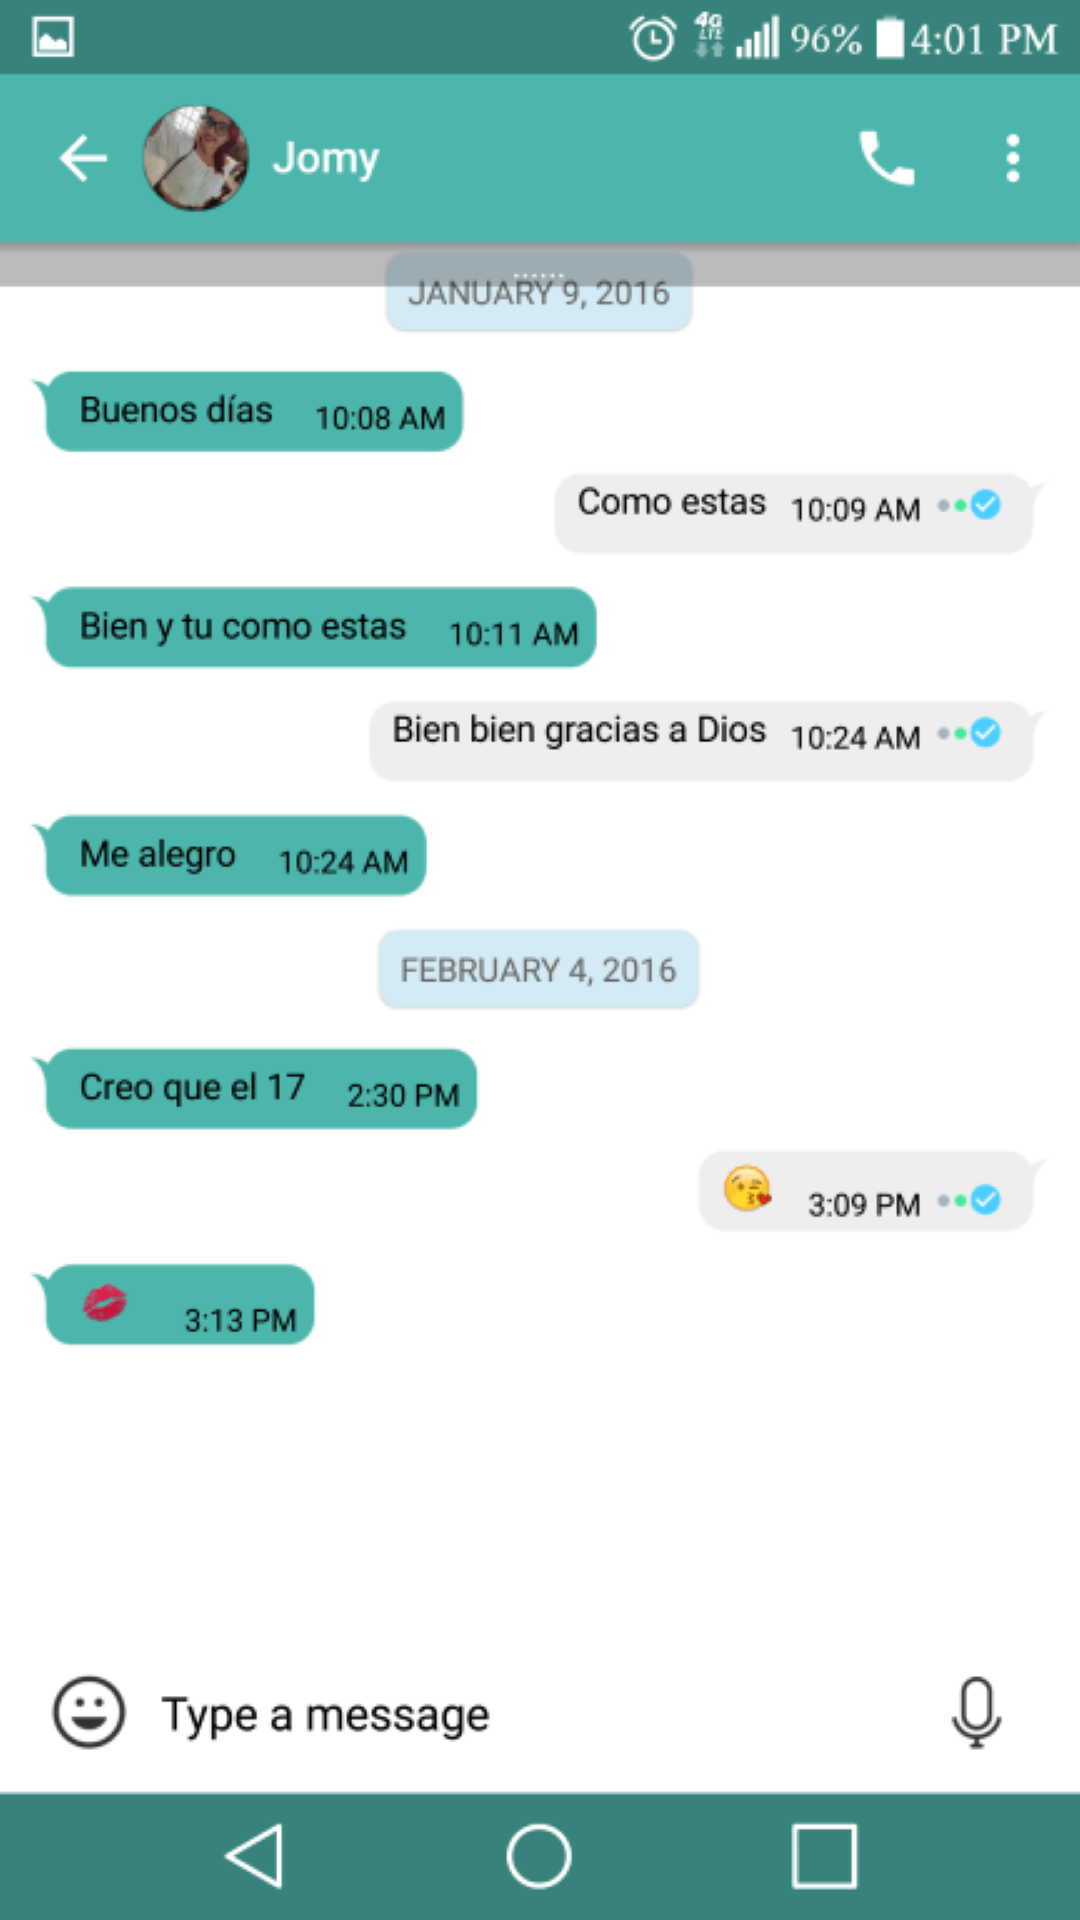 4G
LTE
96% 4:01 PM
Jomy
JANUARY 9, 2016
Buenos días 10:08 AM
Como estas 10:09 AM
Bien y tu como estas 10:11 AM
Bien bien gracias a Dios 10:24 AM
Me alegro 10:24 AM
FEBRUARY 4, 2016
Creo que el 17 2:30 PM
😘 3:09 PM
💋 3:13 PM
Type a message